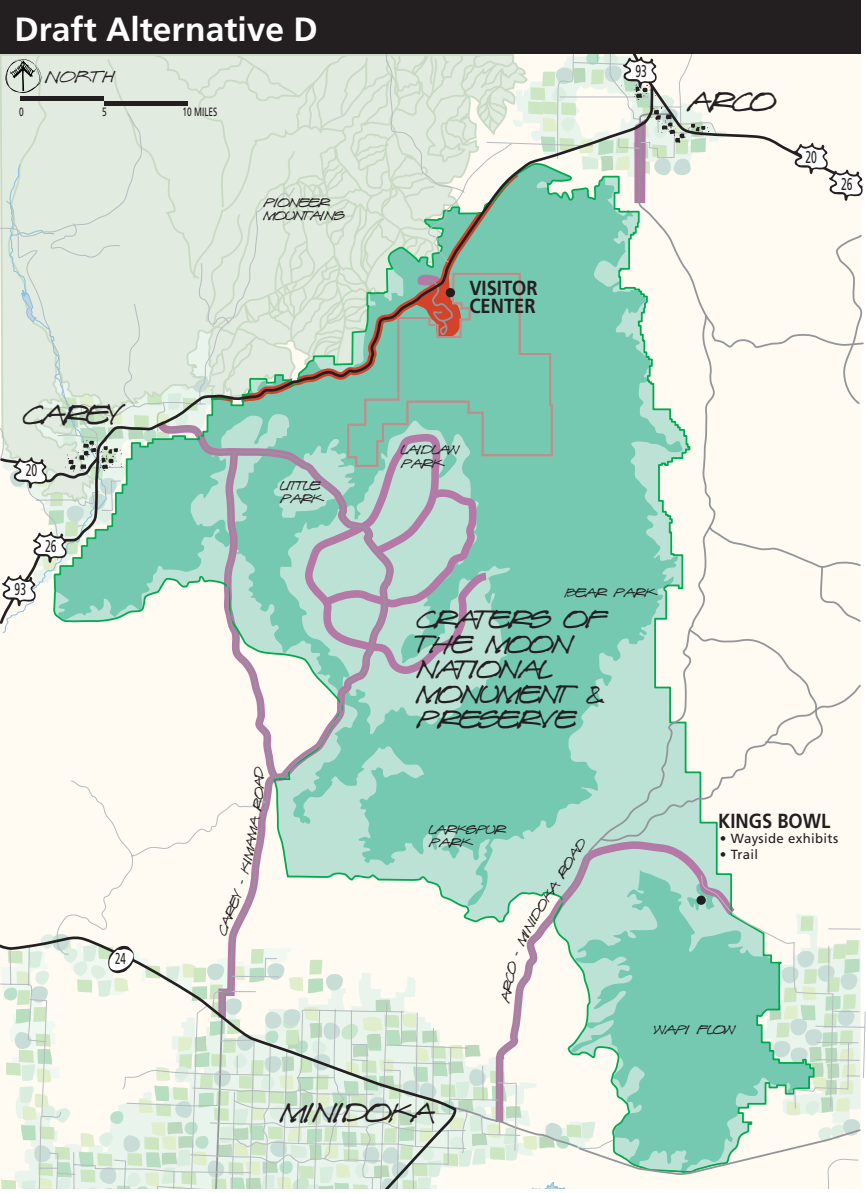 Draft Alternative D
NORTH
0 5 10 MILES
93
ARCO
20
26
PIONEER
MOUNTAINS
VISITOR
CENTER
CAREY
20
26
93
LAIDLAW
PARK
LITTLE
PARK
BEAR PARK
CRATERS OF
THE MOON
NATIONAL
MONUMENT &
PRESERVE
CAREY - KIMAMA ROAD
LARKSPUR
PARK
KINGS BOWL
• Wayside exhibits
• Trail
ARCO - MINIDOKA ROAD
24
WAPI FLOW
MINIDOKA